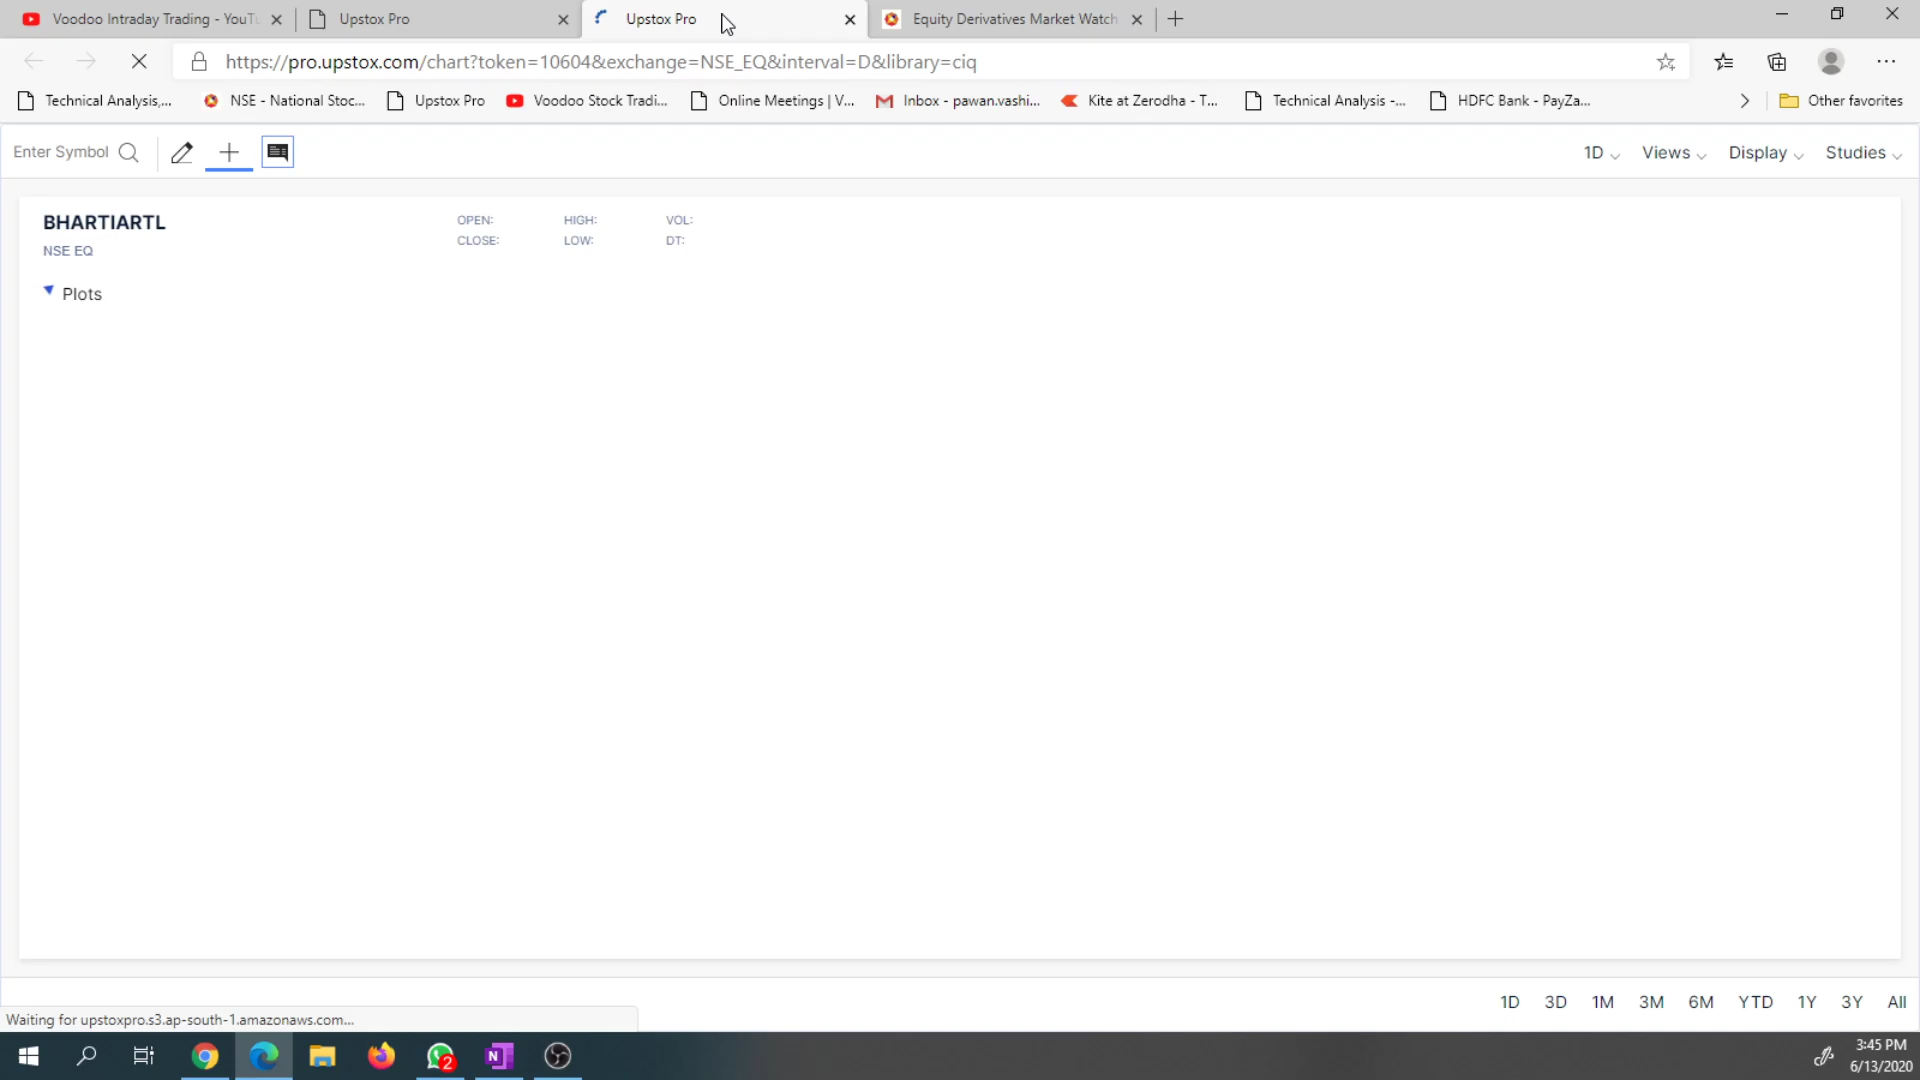 Voodoo Intraday Trading - YouTu
Upstox Pro
Upstox Pro
Equity Derivatives Market Watch
https://pro.upstox.com/chart?token=10604&exchange=NSE_EQ&interval=D&library=ciq
Technical Analysis,...
NSE - National Stoc...
Upstox Pro
Voodoo Stock Tradi...
Online Meetings | V...
Inbox - pawan.vashi...
Kite at Zerodha - T...
Technical Analysis -...
HDFC Bank - PayZa...
Other favorites
Enter Symbol
1D
Views
Display
Studies
BHARTIARTL
OPEN:
HIGH:
VOL:
CLOSE:
LOW:
DT:
NSE EQ
Plots
1D 3D 1M 3M 6M YTD 1Y 3Y All
Waiting for upstoxpro.s3.ap-south-1.amazonaws.com...
2
N
3:45 PM
6/13/2020